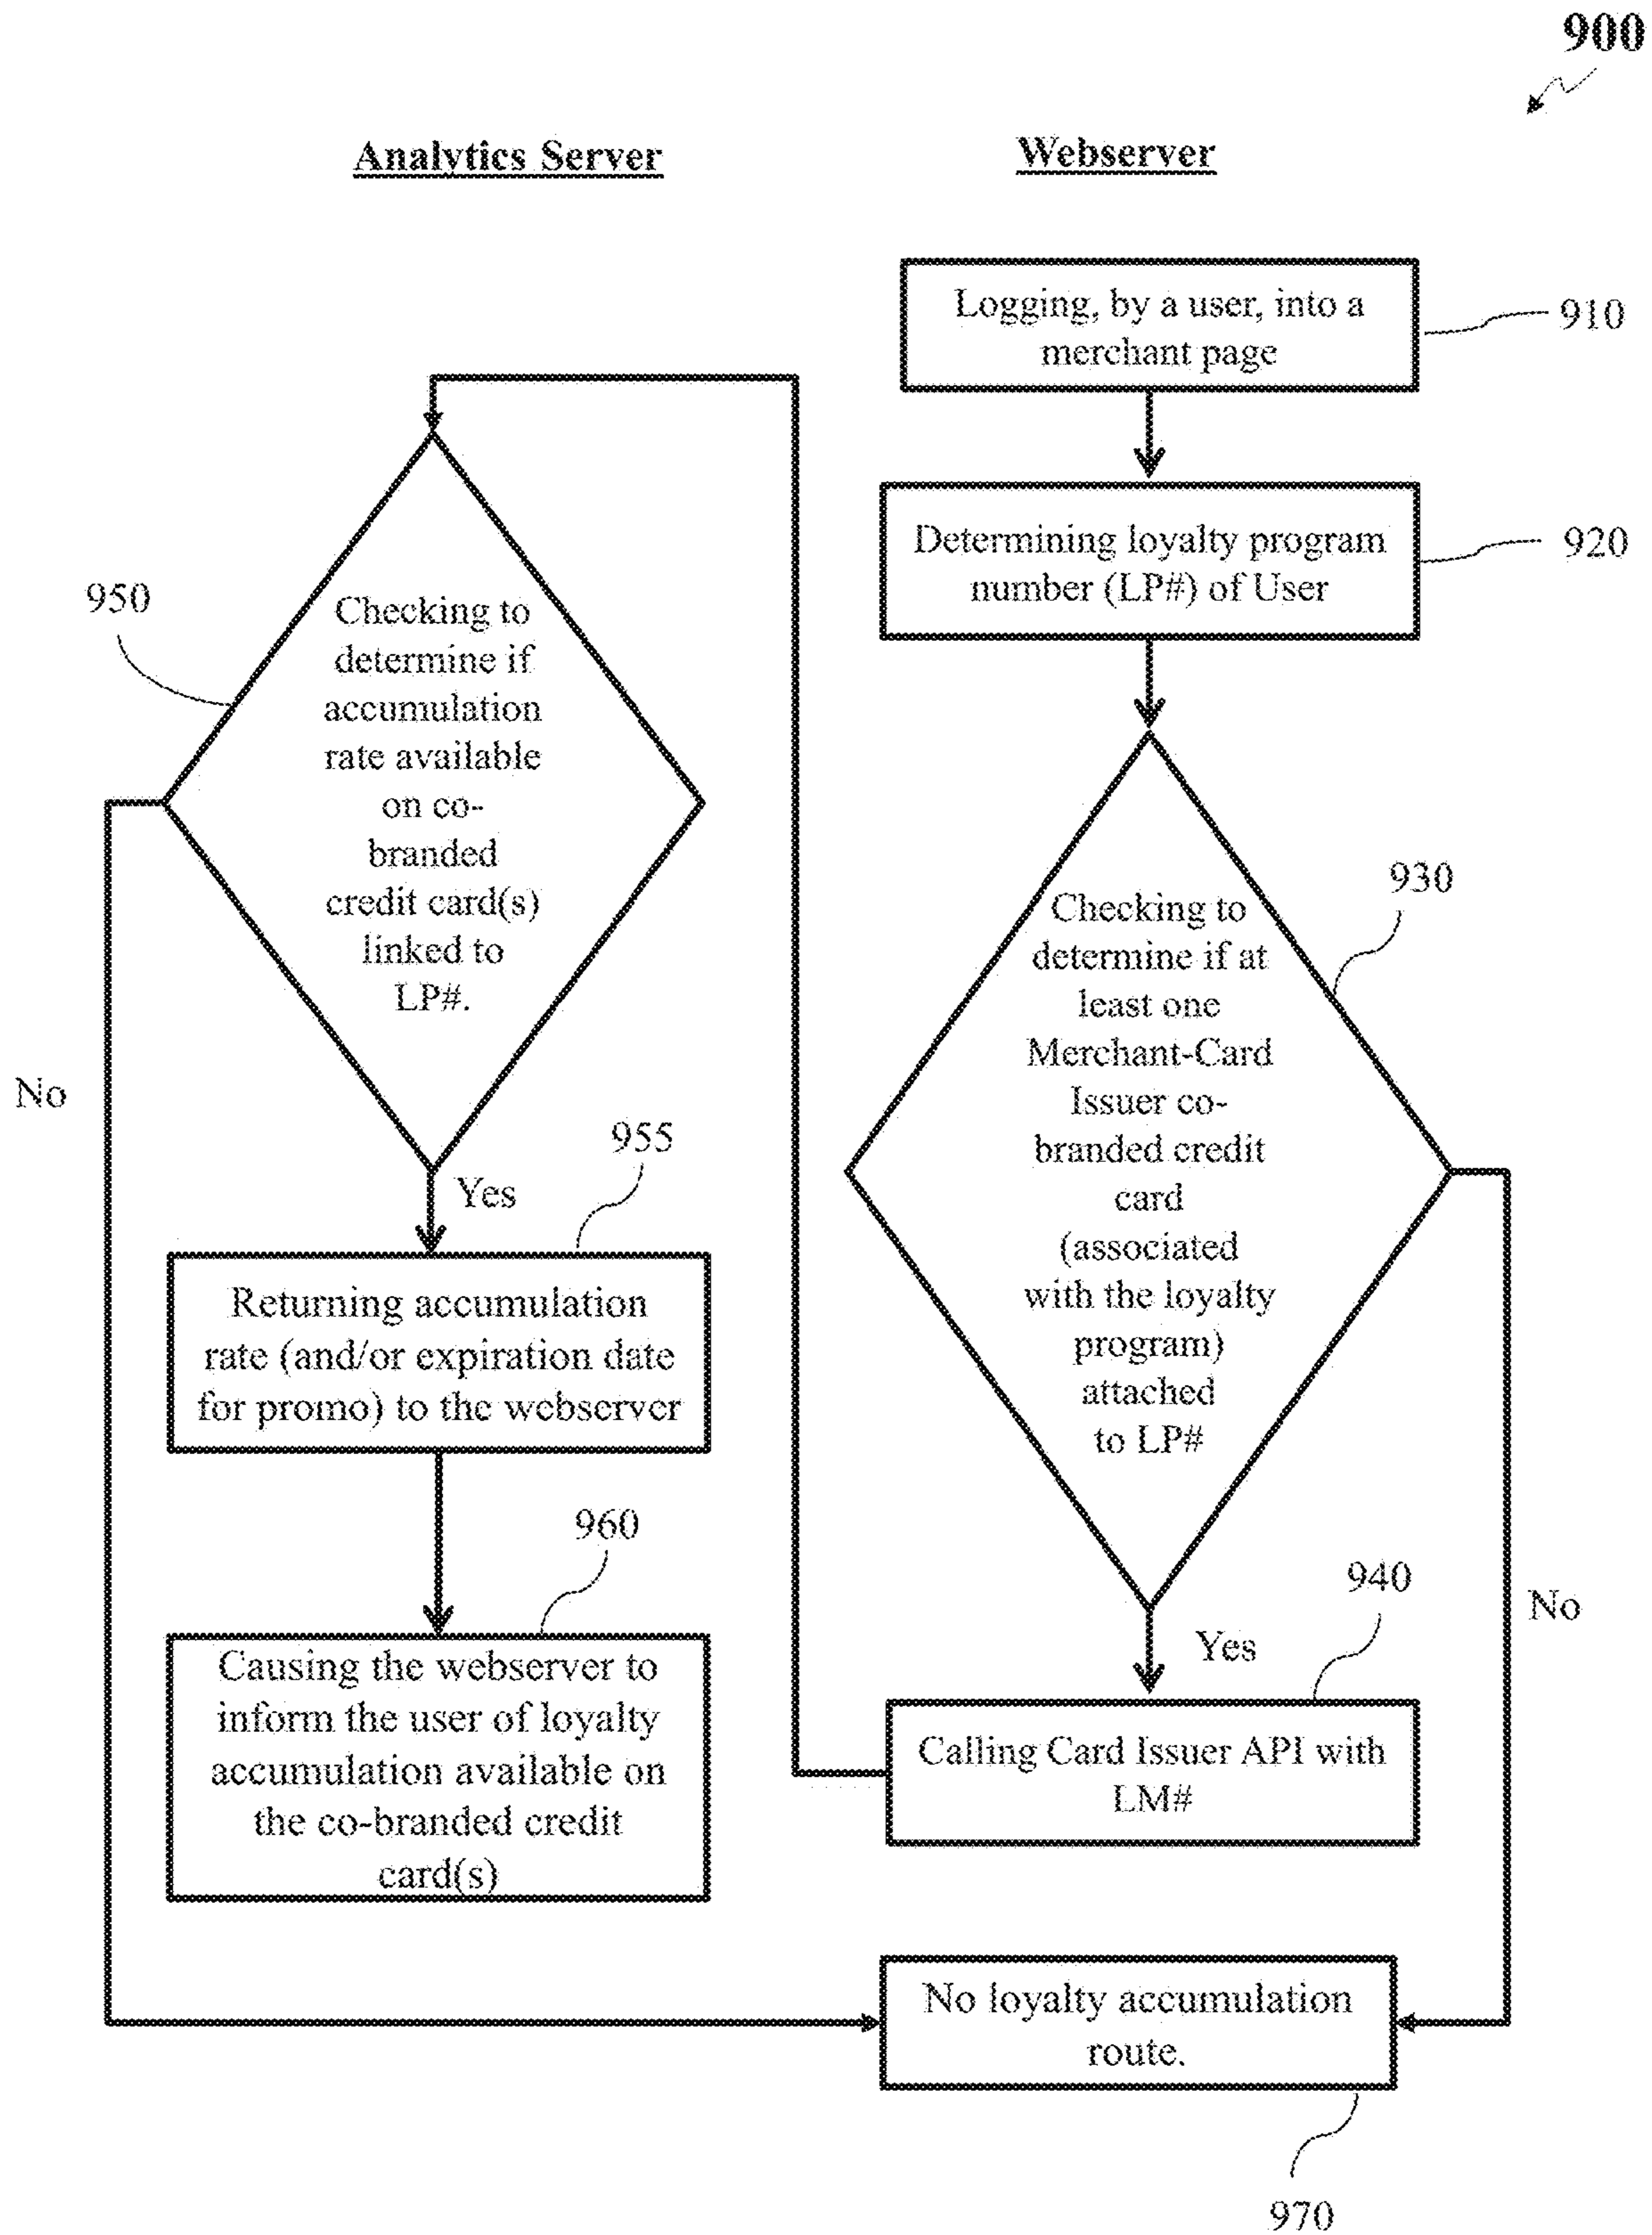 900
Analytics Server
Webserver
Logging, by a user, into a
merchant page
910
Determining loyalty program
number (LP#) of User
920
950
Checking to
determine if
accumulation
rate available
on co-
branded
credit card(s)
linked to
LP#.
No
Yes
955
Returning accumulation
rate (and/or expiration date
for promo) to the webserver
960
Causing the webserver to
inform the user of loyalty
accumulation available on
the co-branded credit
card(s)
930
Checking to
determine if at
least one
Merchant-Card
Issuer co-
branded credit
card
(associated
with the loyalty
program)
attached
to LP#
No
Yes
940
Calling Card Issuer API with
LM#
No loyalty accumulation
route.
970